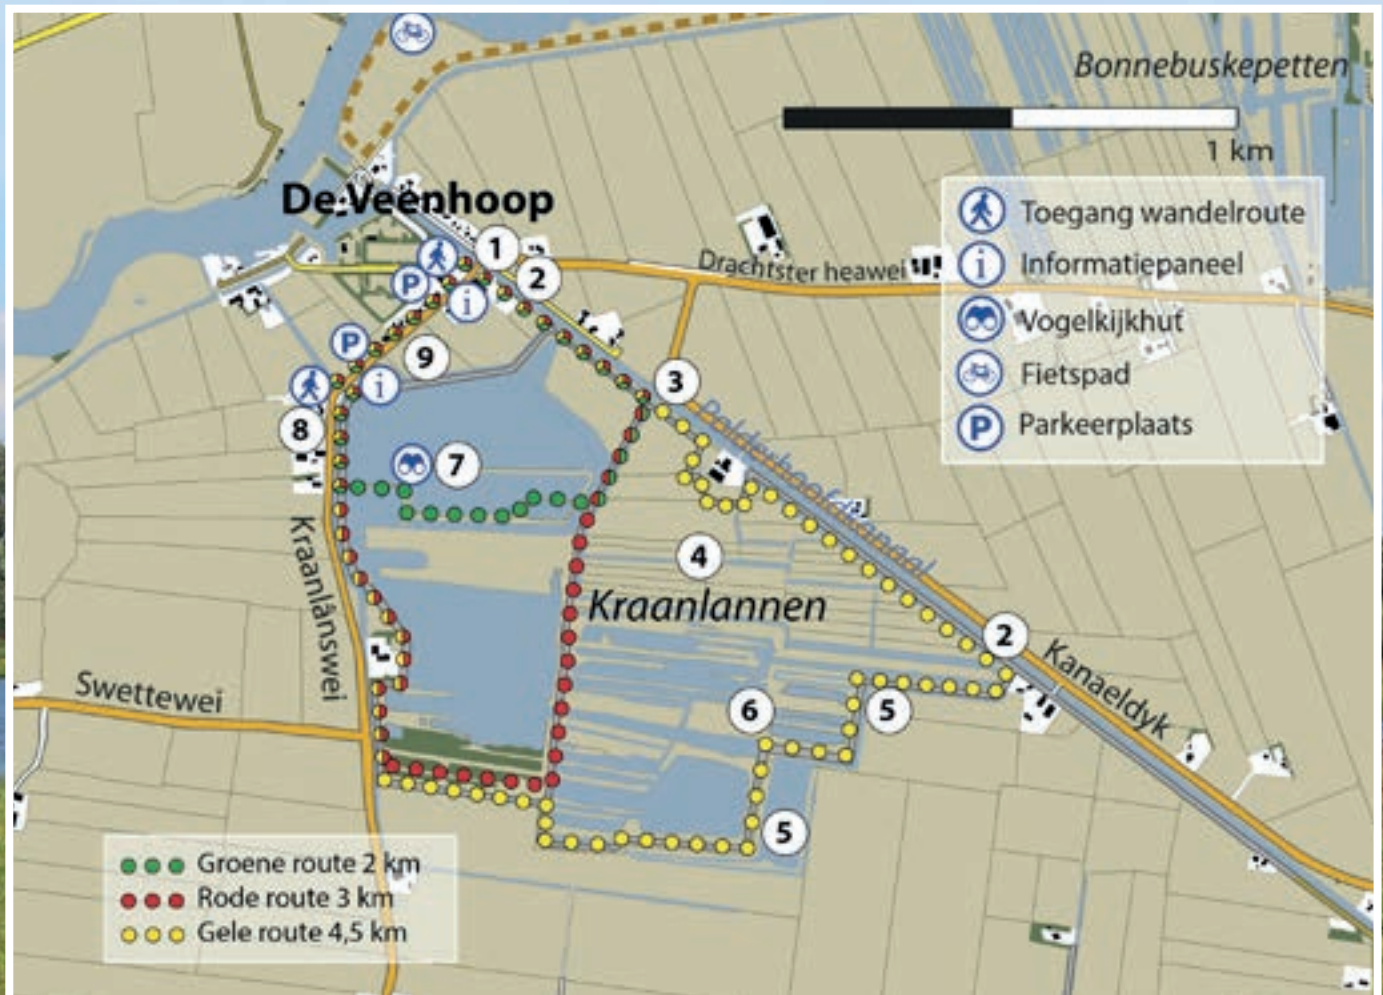 Bonnebuskepetten
1 km
De Veenhoop
Toegang wandelroute
i Informatiepaneel
Vogelkijkhut
Fietspad
P Parkeerplaats
Drachtster heawei
1
2
P
i
P
9
3
i
8
7
Polderhoofdkanaal
4
Kraanlannen
Kraanlânswei
2
Kanaeldyk
Swettewei
6
5
5
Groene route 2 km
Rode route 3 km
Gele route 4,5 km